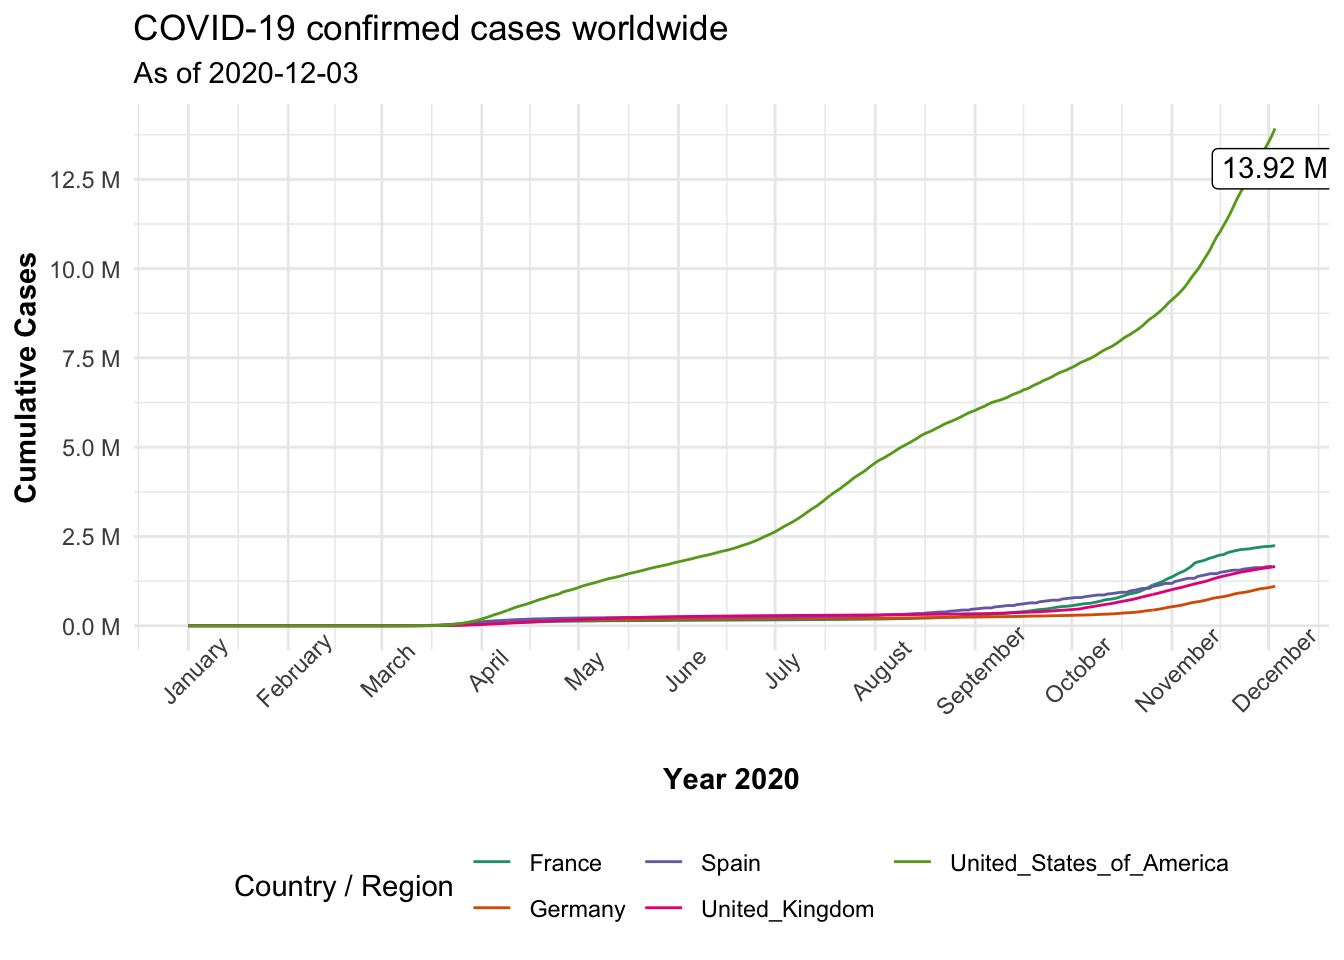 COVID-19 confirmed cases worldwide
As of 2020-12-03
13.92 M
12.5 M
10.0 M
7.5 M
5.0 M
2.5 M
0.0 M
Cumulative Cases
January
February
March
April
May
June
July
August
September
October
November
December
Year 2020
Country / Region
France
Spain
United_States_of_America
Germany
United_Kingdom